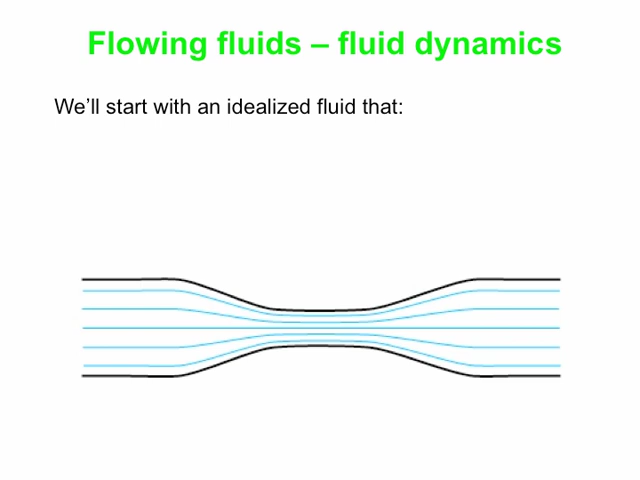 Flowing fluids – fluid dynamics
We’ll start with an idealized fluid that: